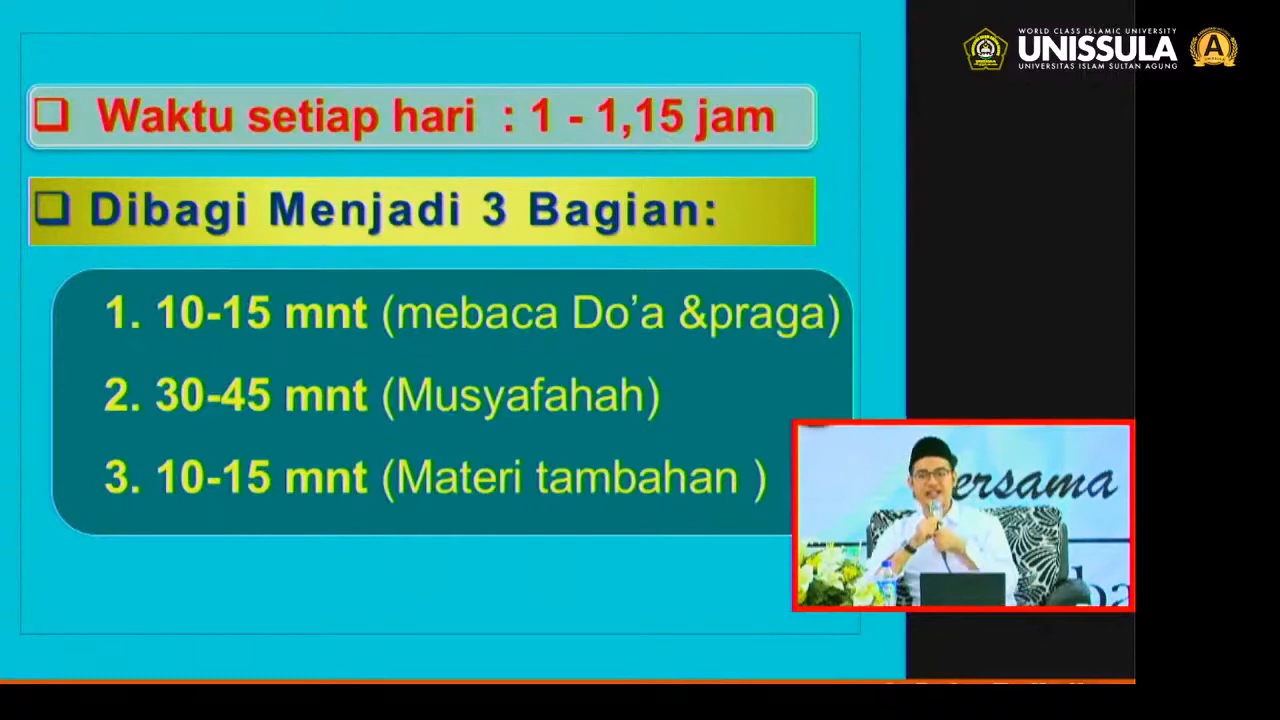 WORLD CLASS ISLAMIC UNIVERSITY
UNISSULA
UNIVERSITAS ISLAM SULTAN AGUNG
A
Waktu setiap hari : 1 - 1,15 jam
Dibagi Menjadi 3 Bagian:
1. 10-15 mnt (mebaca Do’a &praga)
2. 30-45 mnt (Musyafahah)
3. 10-15 mnt (Materi tambahan )
ersama